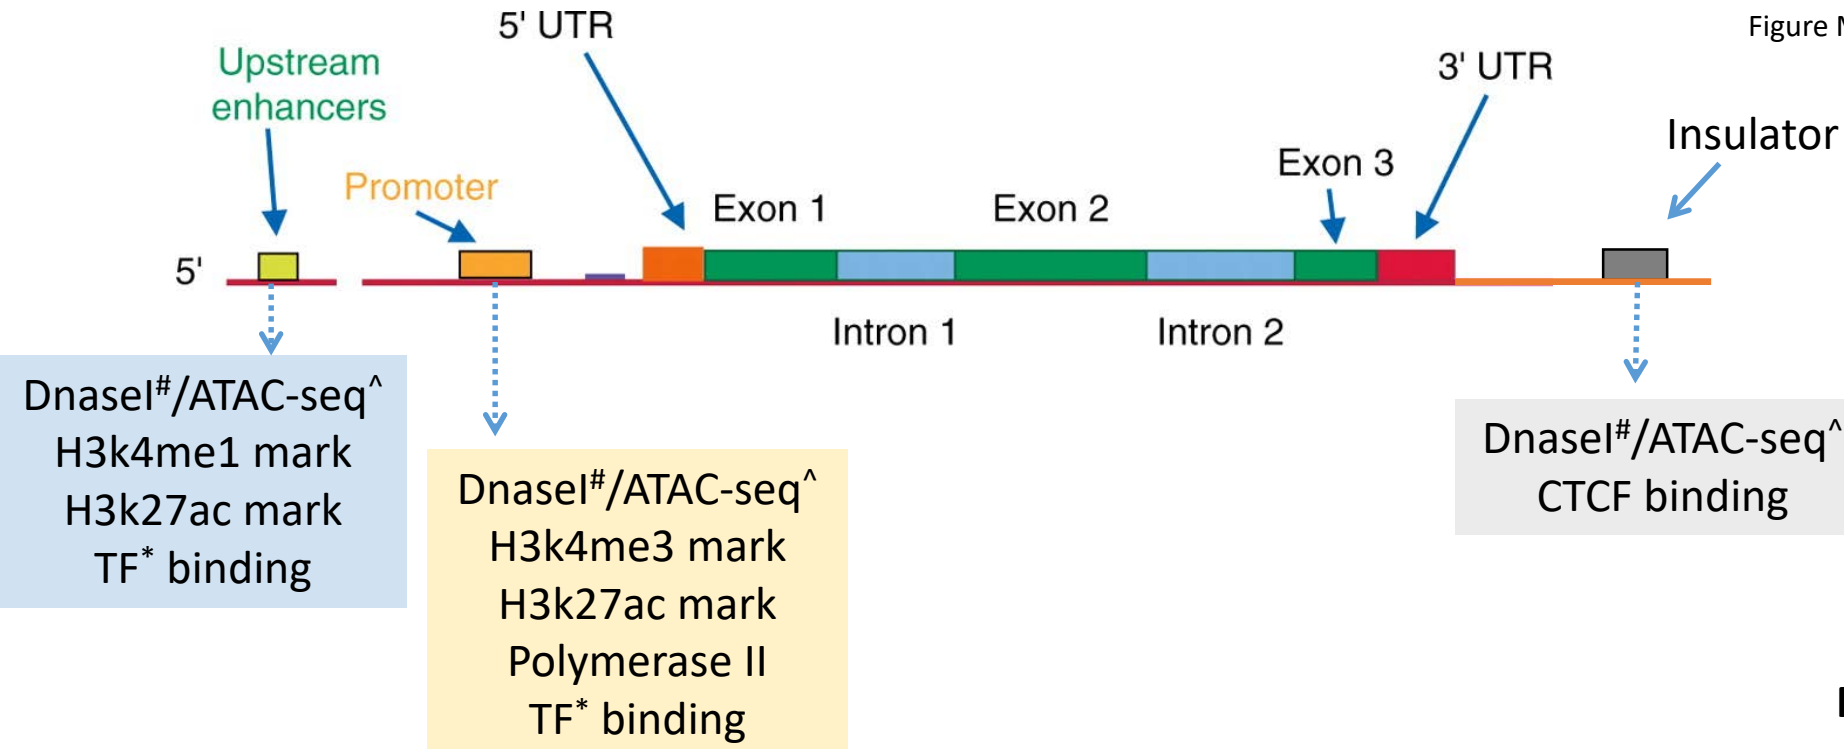 5' UTR
Figure
Upstream
enhancers
3' UTR
Insulator
Promoter
Exon 3
Exon 1
Exon 2
5'
Intron 1
Intron 2
DnaseI#/ATAC-seq^
H3k4me1 mark
H3k27ac mark
TF* binding
DnaseI#/ATAC-seq^
H3k4me3 mark
H3k27ac mark
Polymerase II
TF* binding
DnaseI#/ATAC-seq^
CTCF binding